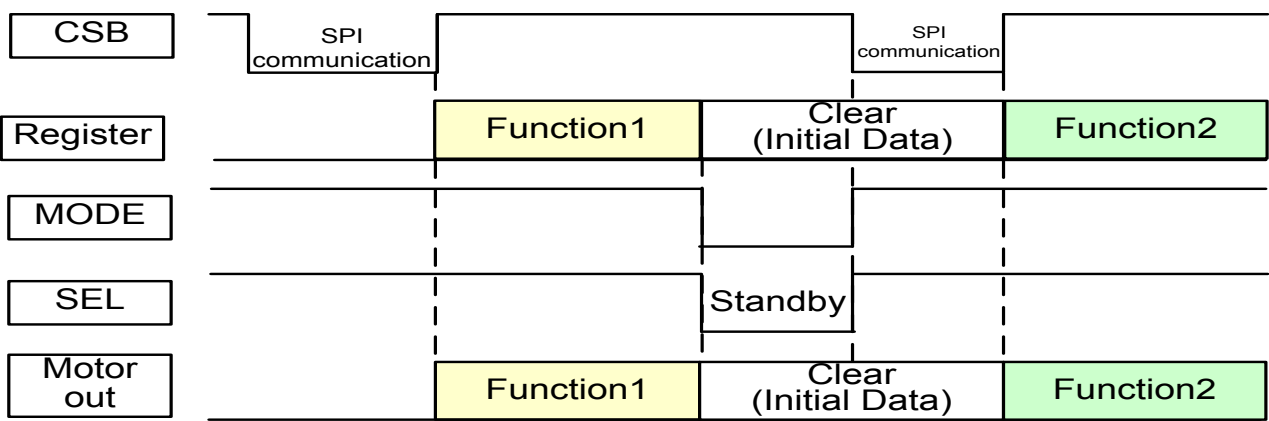 CSB
SPI
communication
SPI
communication
Register
Function1
Clear
(Initial Data)
Function2
MODE
SEL
Standby
Motor
out
Function1
Clear
(Initial Data)
Function2